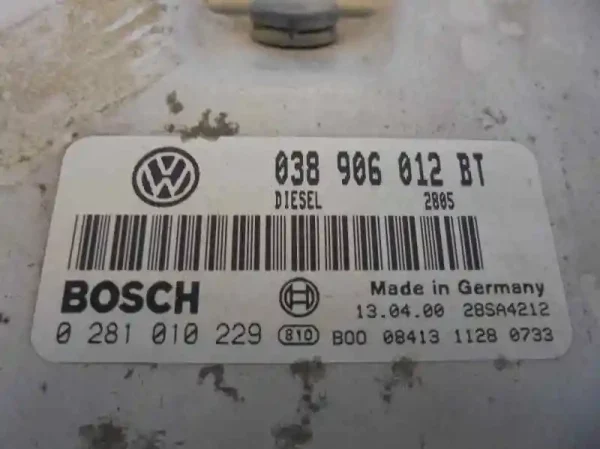 038 906 012 BT
DIESEL 2805
BOSCH
Made in Germany
13.04.00 28SA4212
0 281 010 229 810 B00 08413 1128 0733